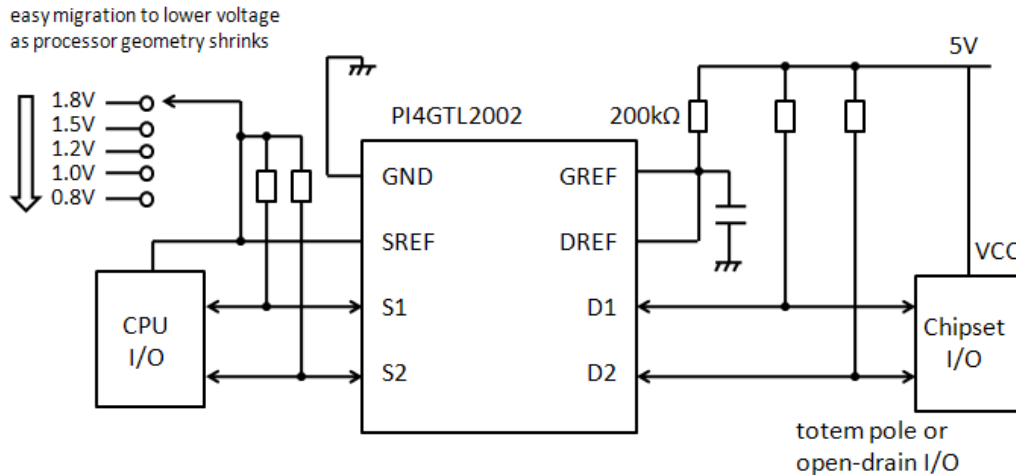 easy migration to lower voltage
as processor geometry shrinks
5V
1.8V
1.5V
1.2V
1.0V
0.8V
PI4GTL2002
200kΩ
GND
GREF
SREF
DREF
VCC
CPU
I/O
S1
D1
Chipset
I/O
S2
D2
totem pole or
open-drain I/O